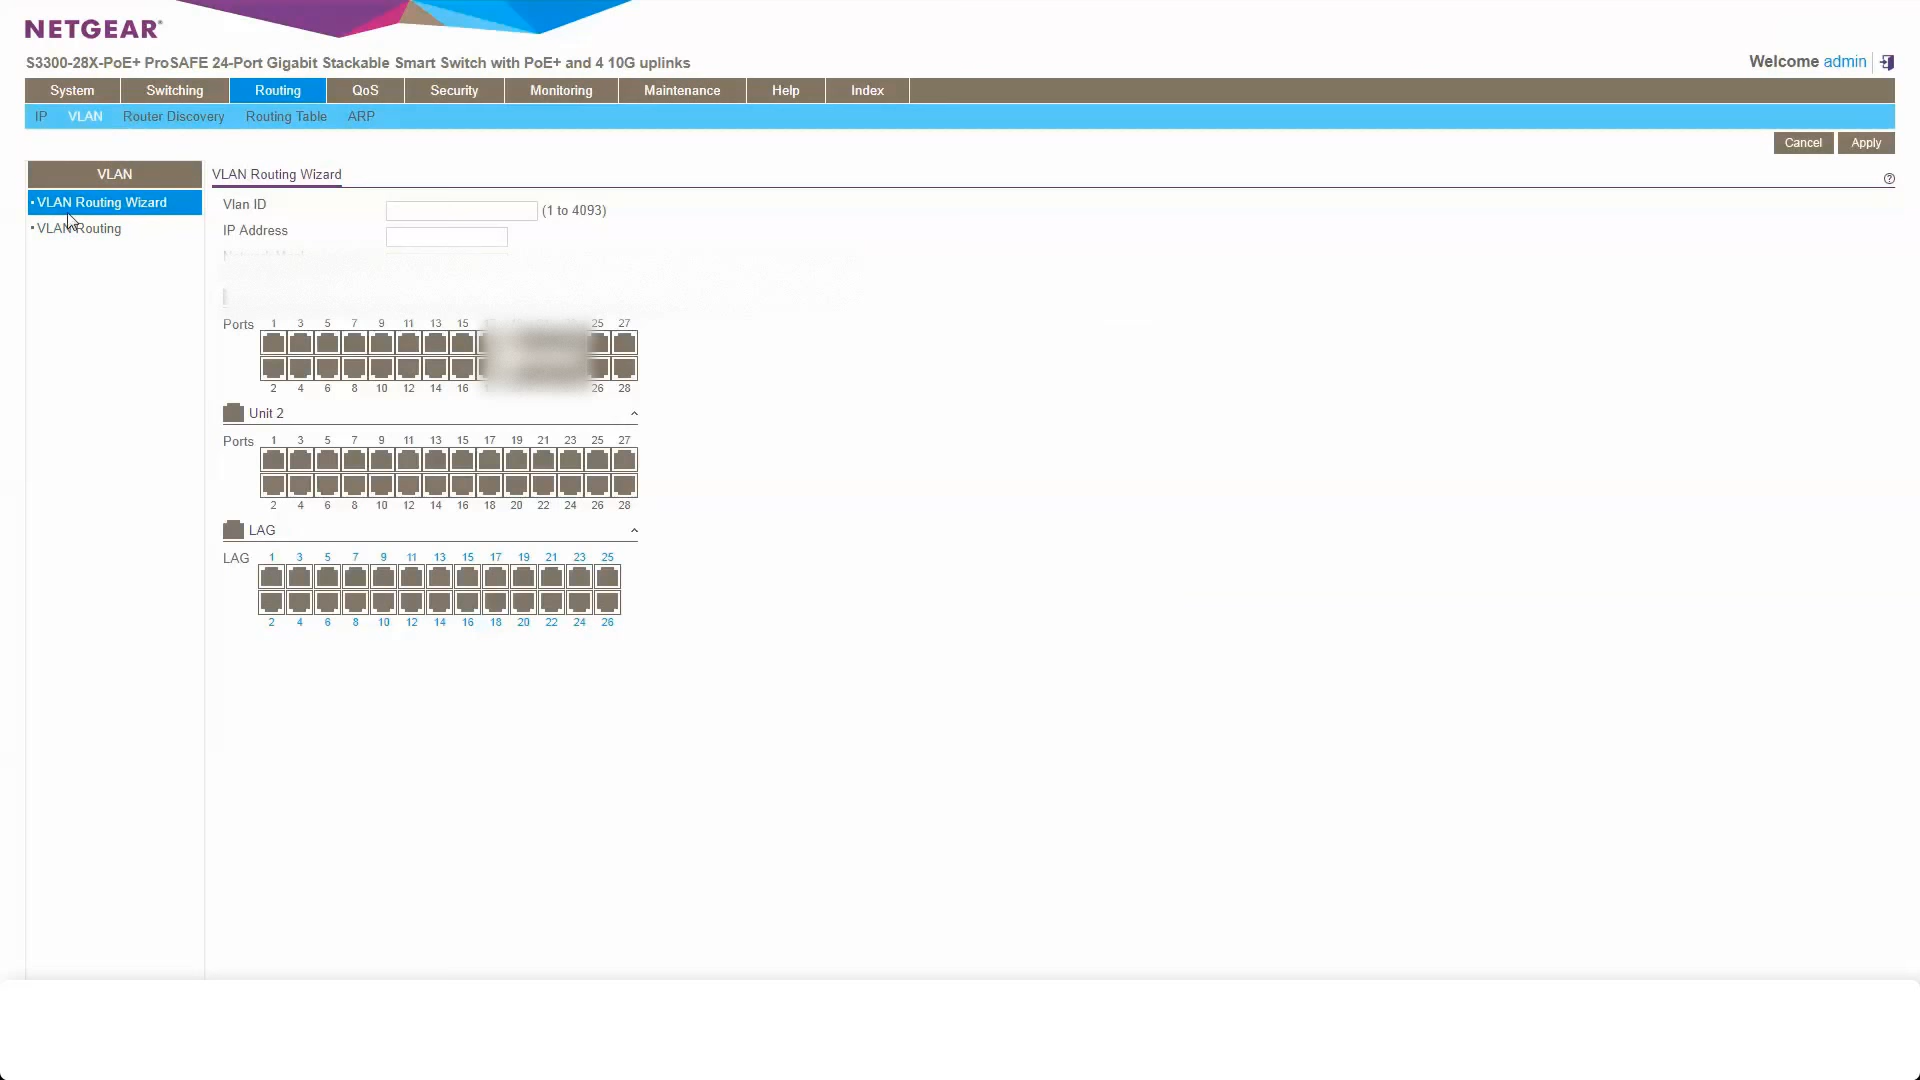 NETGEAR
S3300-28X-PoE+ ProSAFE 24-Port Gigabit Stackable Smart Switch with PoE+ and 4 10G uplinks
Welcome admin
System Switching Routing QoS Security Monitoring Maintenance Help Index
IP VLAN Router Discovery Routing Table ARP
Cancel Apply
VLAN
VLAN Routing Wizard
VLAN Routing
VLAN Routing Wizard
Vlan ID (1 to 4093)
IP Address
Ports 1 3 5 7 9 11 13 15 25 27
2 4 6 8 10 12 14 16 26 28
Unit 2
Ports 1 3 5 7 9 11 13 15 17 19 21 23 25 27
2 4 6 8 10 12 14 16 18 20 22 24 26 28
LAG
LAG 1 3 5 7 9 11 13 15 17 19 21 23 25
2 4 6 8 10 12 14 16 18 20 22 24 26